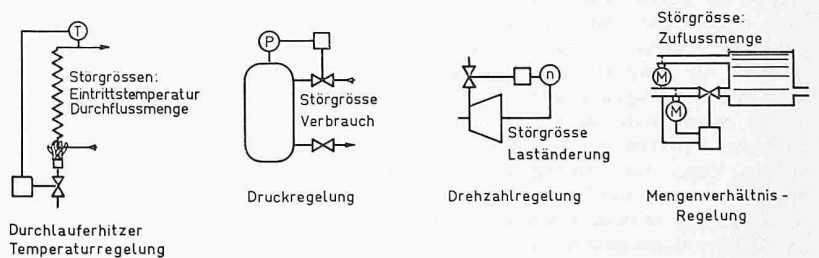 T
Störgrössen:
Eintrittstemperatur
Durchflussmenge
Durchlauferhitzer
Temperaturregelung
P
Störgrösse
Verbrauch
Druckregelung
n
Störgrösse
Laständerung
Drehzahlregelung
Störgrösse:
Zuflussmenge
M
M
Mengenverhältnis-
Regelung